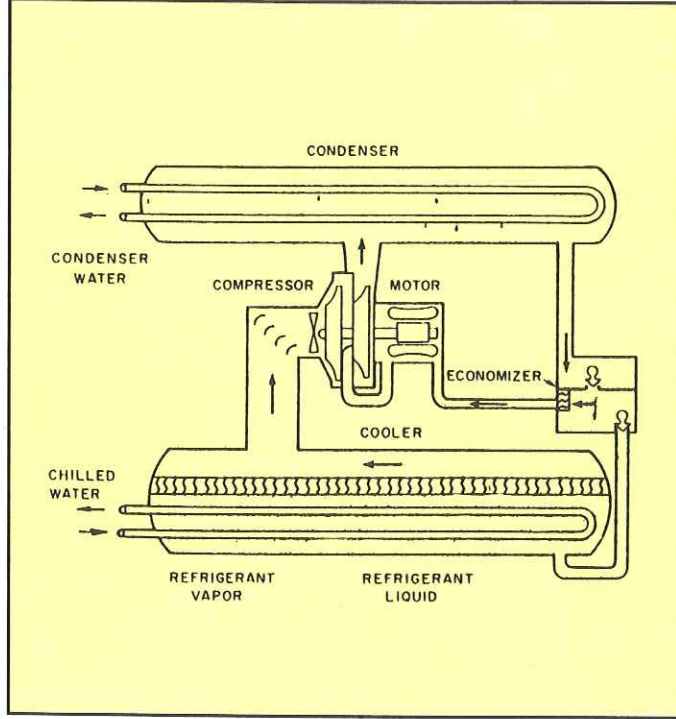 CONDENSER
CONDENSER
WATER
COMPRESSOR
MOTOR
ECONOMIZER
COOLER
CHILLED
WATER
REFRIGERANT
VAPOR
REFRIGERANT
LIQUID